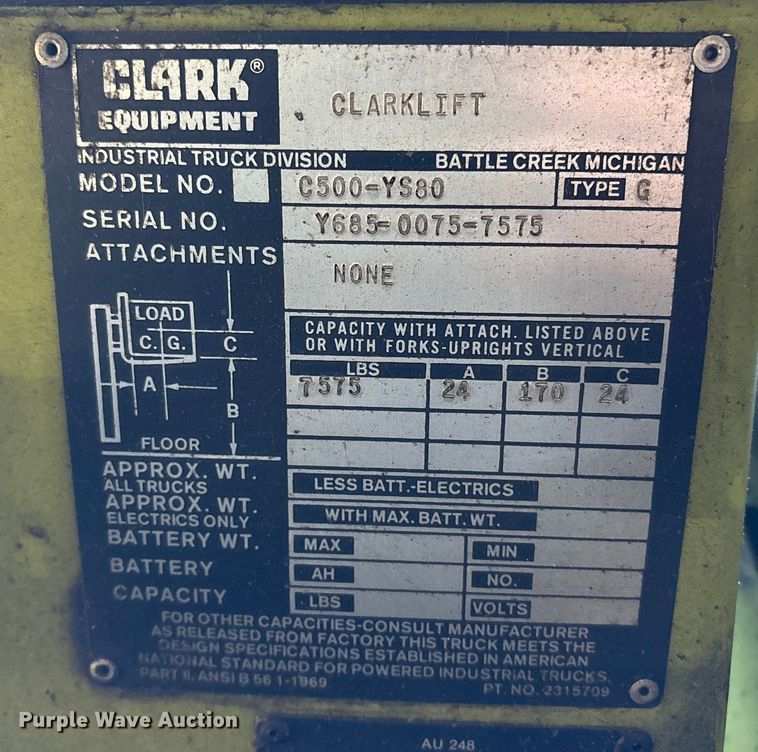 CLARK®
EQUIPMENT
CLARKLIFT
INDUSTRIAL TRUCK DIVISION BATTLE CREEK MICHIGAN
MODEL NO. C500-YS80 TYPE G
SERIAL NO. Y685-0075-7575
ATTACHMENTS NONE
LOAD
C. G.
C
A
B
FLOOR
CAPACITY WITH ATTACH. LISTED ABOVE
OR WITH FORKS-UPRIGHTS VERTICAL
LBS A B C
7575 24 170 24
APPROX. WT.
ALL TRUCKS LESS BATT.-ELECTRICS
APPROX. WT.
ELECTRICS ONLY WITH MAX. BATT. WT.
BATTERY WT. MAX MIN
BATTERY AH NO.
CAPACITY LBS VOLTS
FOR OTHER CAPACITIES-CONSULT MANUFACTURER
AS RELEASED FROM FACTORY THIS TRUCK MEETS THE
DESIGN SPECIFICATIONS ESTABLISHED IN AMERICAN
NATIONAL STANDARD FOR POWERED INDUSTRIAL TRUCKS,
PART II, ANSI B 56 1-1969 PT. NO. 2315709
Purple Wave Auction
AU 248